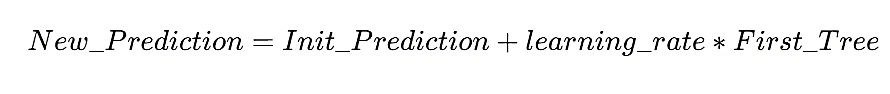 New_Prediction = Init_Prediction + learning_rate * First_Tree